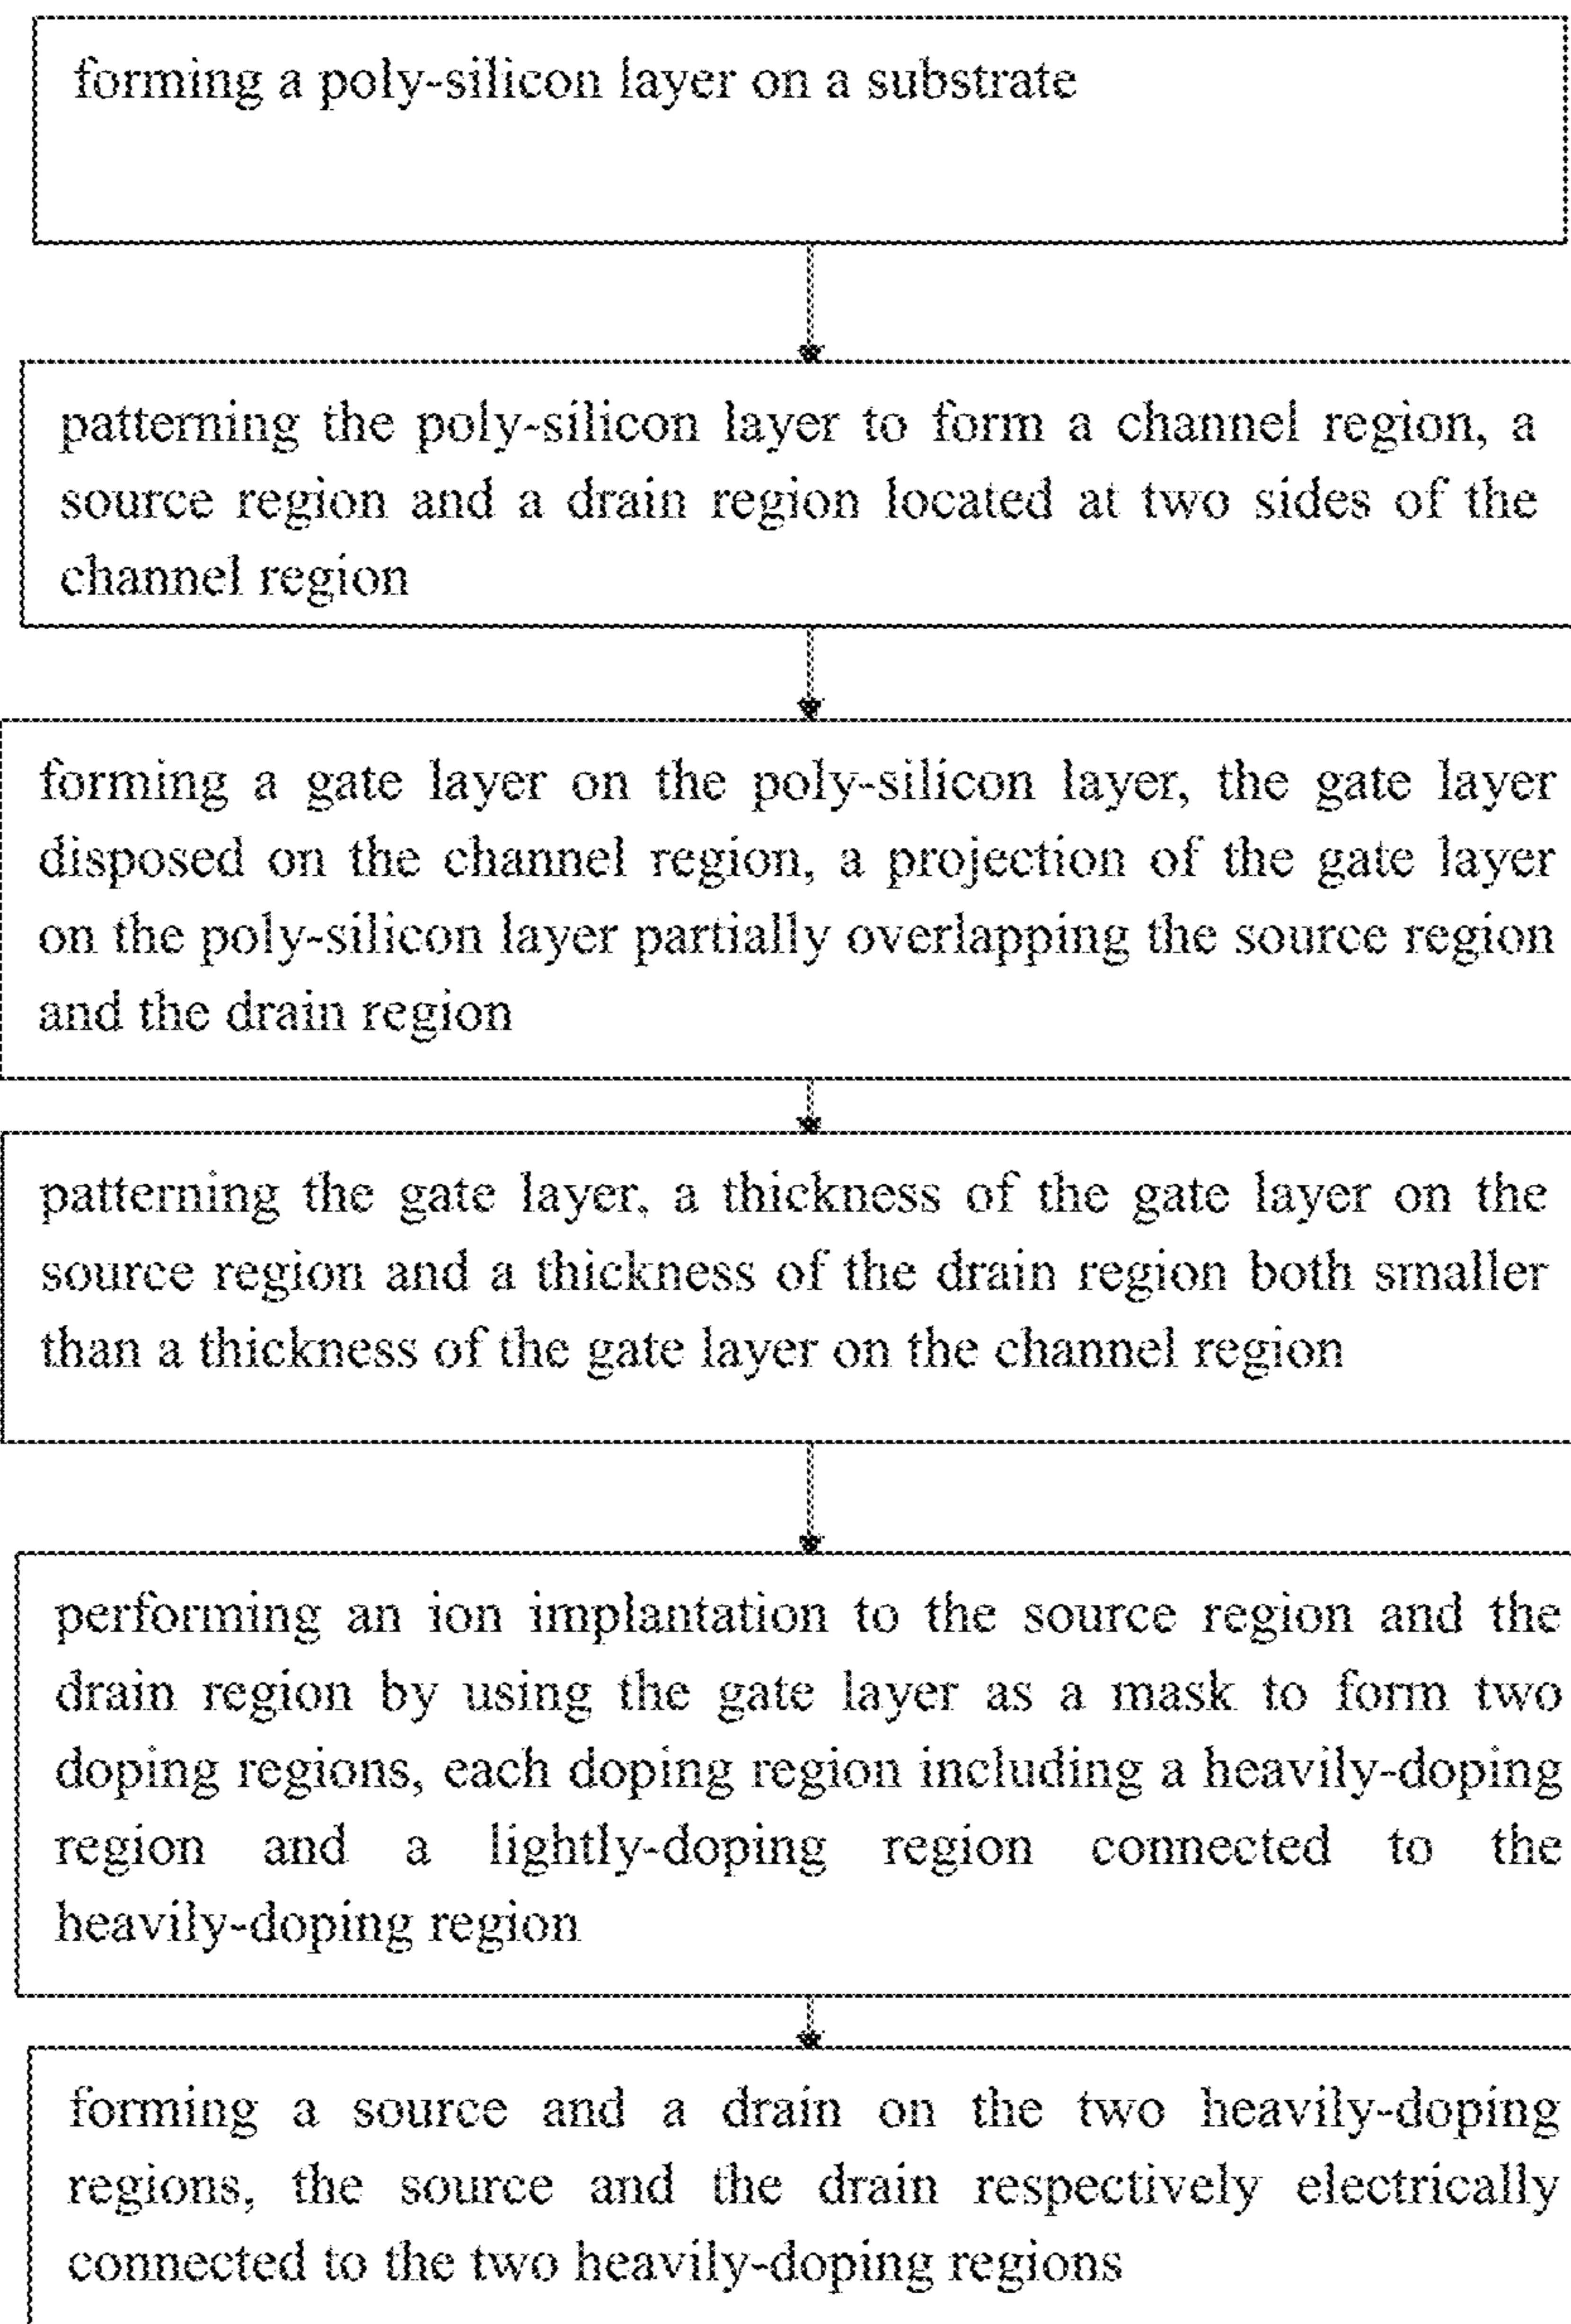 forming a poly-silicon layer on a substrate
patterning the poly-silicon layer to form a channel region, a
source region and a drain region located at two sides of the
channel region
forming a gate layer on the poly-silicon layer, the gate layer
disposed on the channel region, a projection of the gate layer
on the poly-silicon layer partially overlapping the source region
and the drain region
patterning the gate layer, a thickness of the gate layer on the
source region and a thickness of the drain region both smaller
than a thickness of the gate layer on the channel region
performing an ion implantation to the source region and the
drain region by using the gate layer as a mask to form two
doping regions, each doping region including a heavily-doping
region and a lightly-doping region connected to the
heavily-doping region
forming a source and a drain on the two heavily-doping
regions, the source and the drain respectively electrically
connected to the two heavily-doping regions